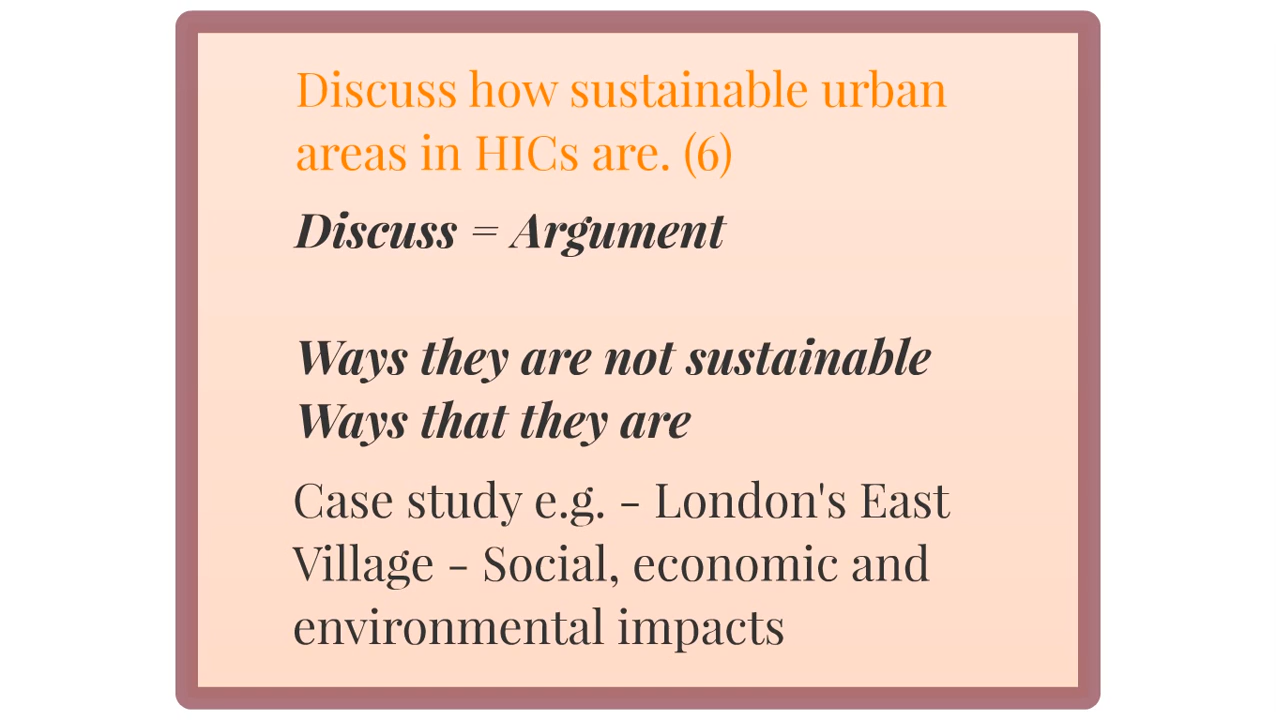 Discuss how sustainable urban
areas in HICs are. (6)
Discuss = Argument
Ways they are not sustainable
Ways that they are
Case study e.g. - London's East
Village - Social, economic and
environmental impacts